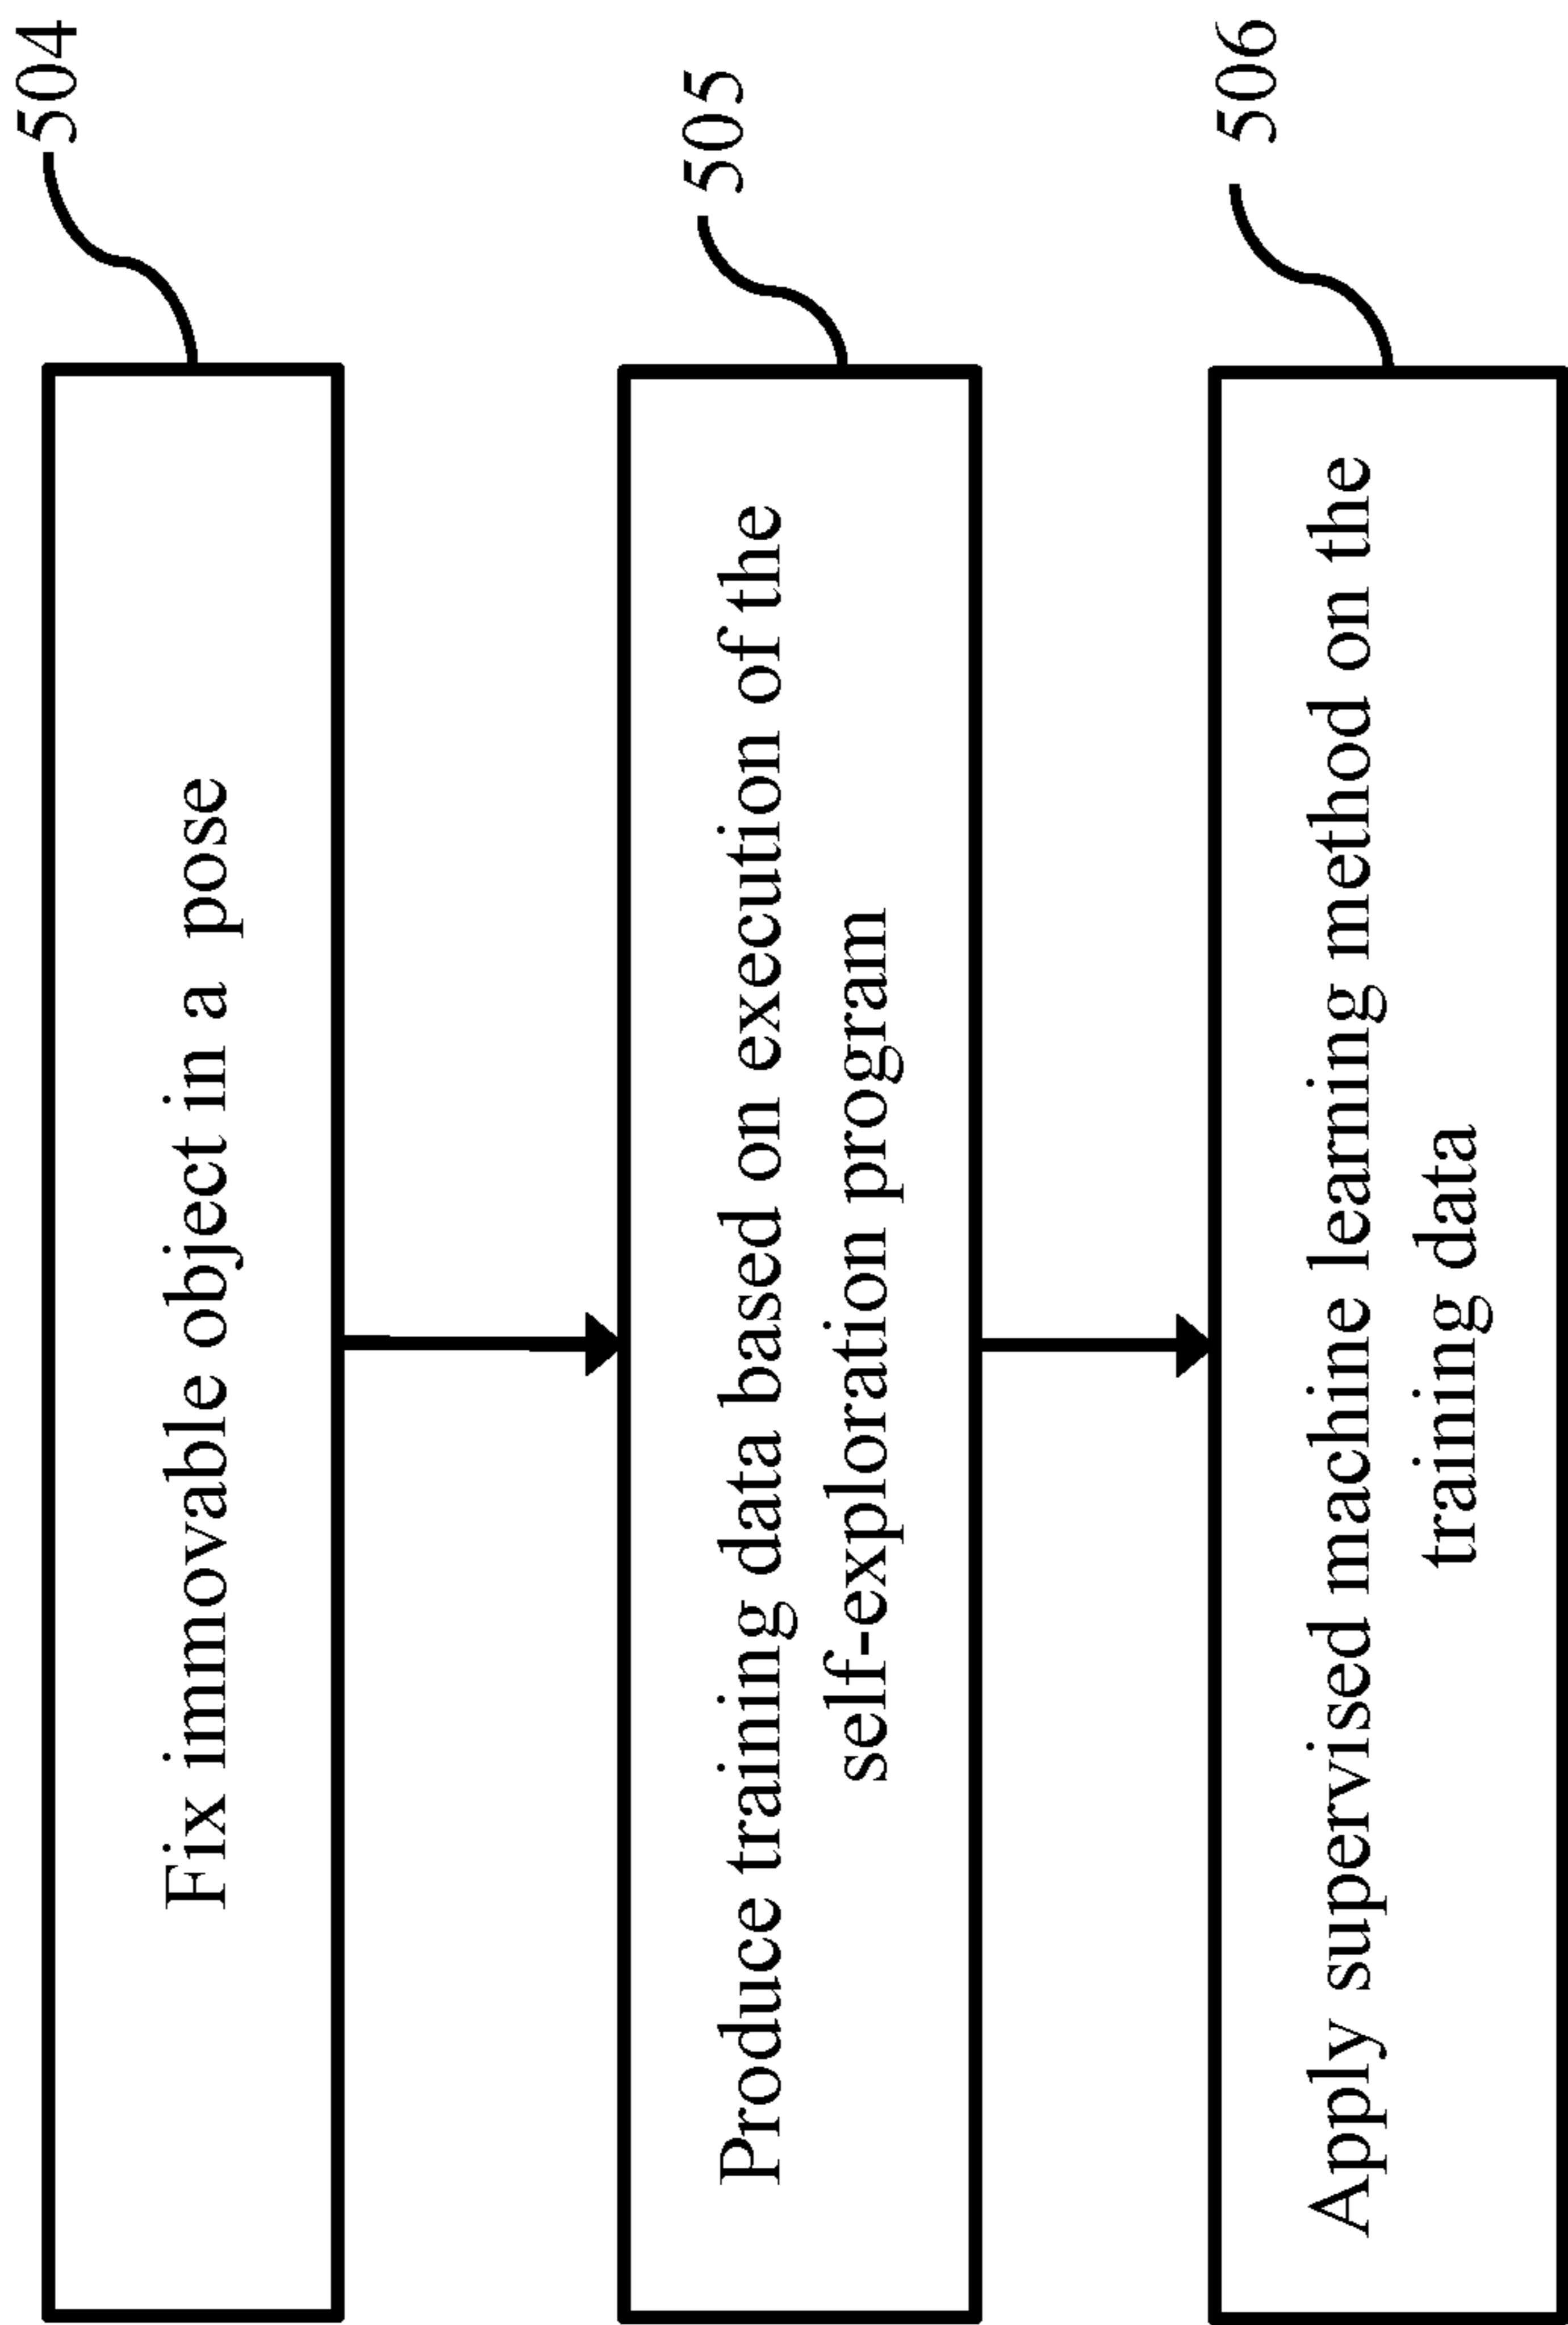 504
Fix immovable object in a pose
505
Produce training data based on execution of the
self-exploration program
506
Apply supervised machine learning method on the
training data